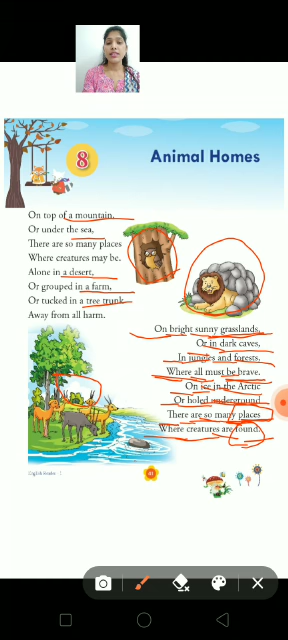 8
Animal Homes
On top of a mountain,
Or under the sea,
There are so many places
Where creatures may be.
Alone in a desert,
Or grouped in a farm,
Or tucked in a tree trunk,
Away from all harm.
On bright sunny grasslands,
Or in dark caves,
In jungles and forests,
Where all must be brave.
On ice in the Arctic
Or holed underground
There are so many places
Where creatures are found.
English Reader